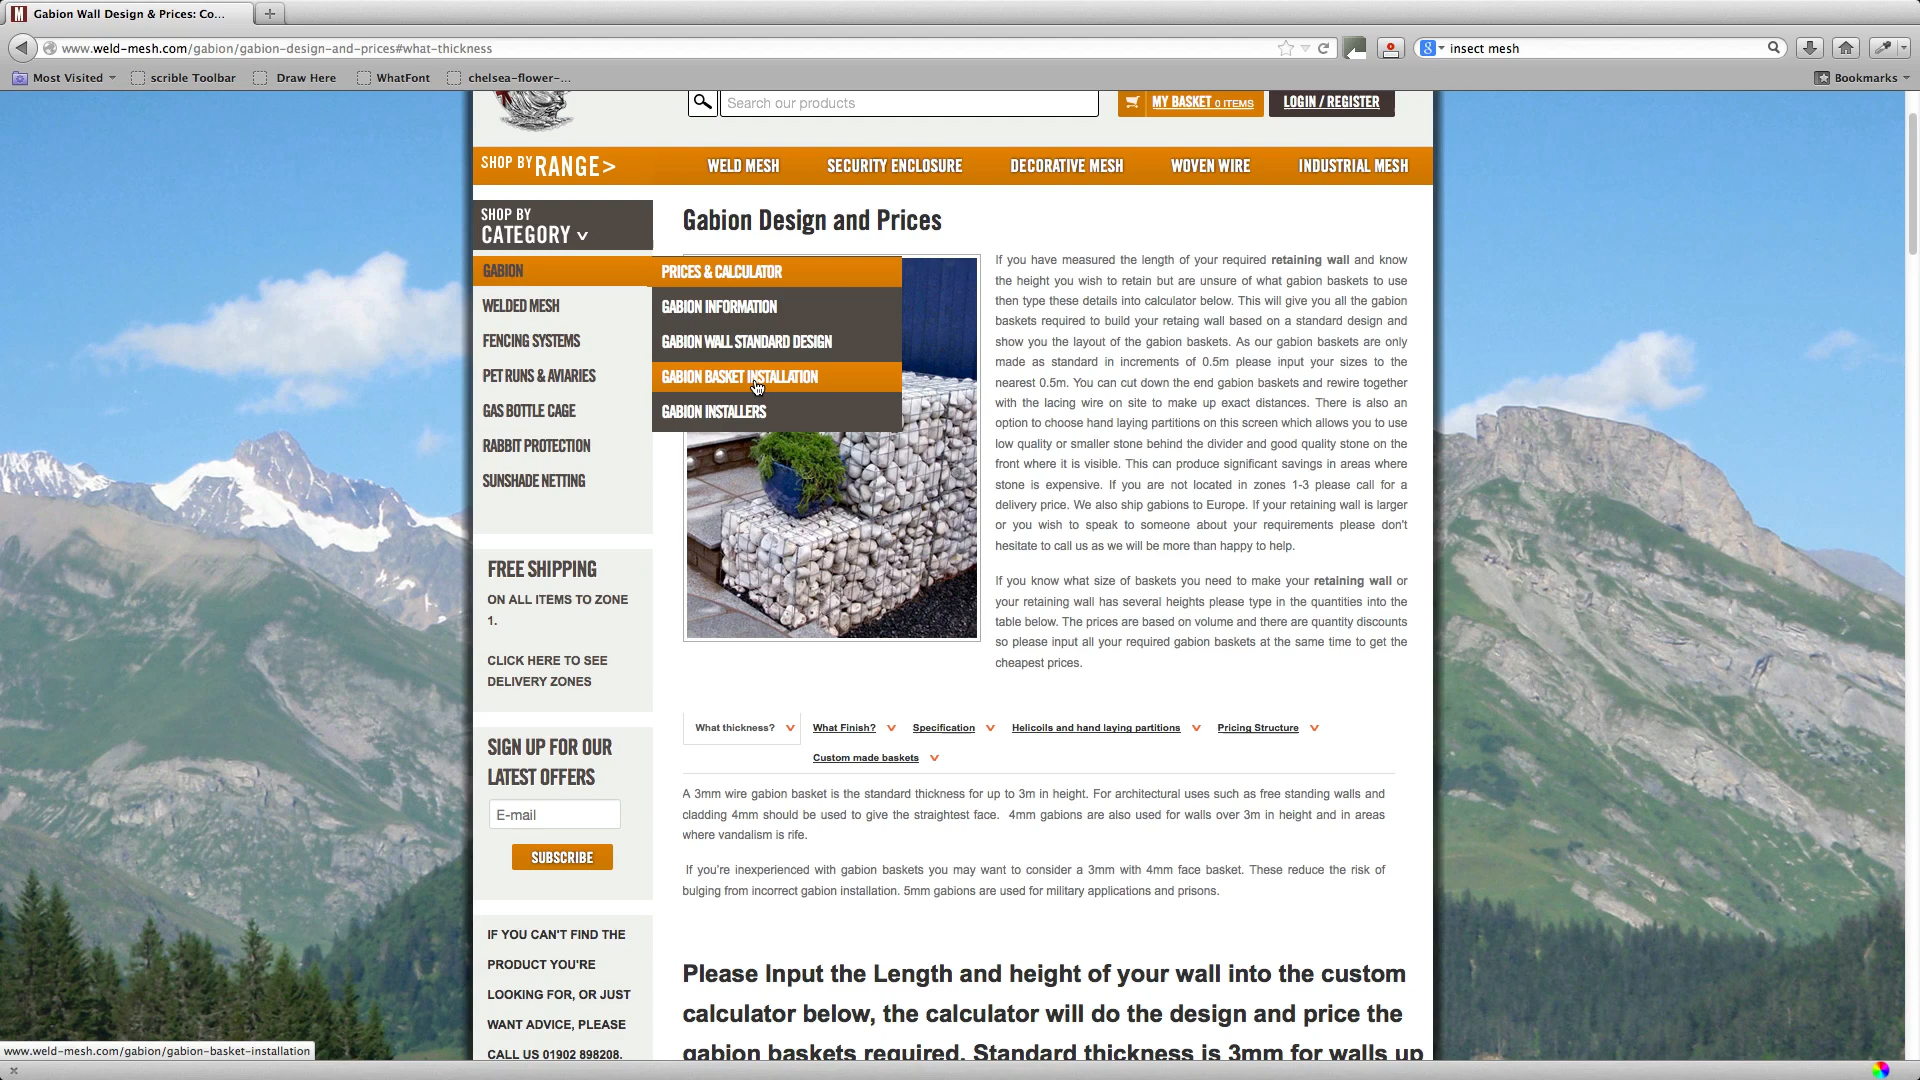 Gabion Wall Design & Prices: Co...
www.weld-mesh.com/gabion/gabion-design-and-prices#what-thickness
insect mesh
Most Visited
scrible Toolbar
Draw Here
WhatFont
chelsea-flower-...
Bookmarks
Search our products
MY BASKET 0 ITEMS
LOGIN / REGISTER
SHOP BY RANGE >
WELD MESH
SECURITY ENCLOSURE
DECORATIVE MESH
WOVEN WIRE
INDUSTRIAL MESH
SHOP BY
CATEGORY
GABION
WELDED MESH
FENCING SYSTEMS
PET RUNS & AVIARIES
GAS BOTTLE CAGE
RABBIT PROTECTION
SUNSHADE NETTING
PRICES & CALCULATOR
GABION INFORMATION
GABION WALL STANDARD DESIGN
GABION BASKET INSTALLATION
GABION INSTALLERS
FREE SHIPPING
ON ALL ITEMS TO ZONE
1.
CLICK HERE TO SEE
DELIVERY ZONES
SIGN UP FOR OUR
LATEST OFFERS
E-mail
SUBSCRIBE
IF YOU CAN'T FIND THE
PRODUCT YOU'RE
LOOKING FOR, OR JUST
WANT ADVICE, PLEASE
CALL US 01902 898208.
Gabion Design and Prices
If you have measured the length of your required retaining wall and know
the height you wish to retain but are unsure of what gabion baskets to use
then type these details into calculator below. This will give you all the gabion
baskets required to build your retaing wall based on a standard design and
show you the layout of the gabion baskets. As our gabion baskets are only
made as standard in increments of 0.5m please input your sizes to the
nearest 0.5m. You can cut down the end gabion baskets and rewire together
with the lacing wire on site to make up exact distances. There is also an
option to choose hand laying partitions on this screen which allows you to use
low quality or smaller stone behind the divider and good quality stone on the
front where it is visible. This can produce significant savings in areas where
stone is expensive. If you are not located in zones 1-3 please call for a
delivery price. We also ship gabions to Europe. If your retaining wall is larger
or you wish to speak to someone about your requirements please don't
hesitate to call us as we will be more than happy to help.
If you know what size of baskets you need to make your retaining wall or
your retaining wall has several heights please type in the quantities into the
table below. The prices are based on volume and there are quantity discounts
so please input all your required gabion baskets at the same time to get the
cheapest prices.
What thickness?
What Finish?
Specification
Helicoils and hand laying partitions
Pricing Structure
Custom made baskets
A 3mm wire gabion basket is the standard thickness for up to 3m in height. For architectural uses such as free standing walls and
cladding 4mm should be used to give the straightest face. 4mm gabions are also used for walls over 3m in height and in areas
where vandalism is rife.
If you're inexperienced with gabion baskets you may want to consider a 3mm with 4mm face basket. These reduce the risk of
bulging from incorrect gabion installation. 5mm gabions are used for military applications and prisons.
Please Input the Length and height of your wall into the custom
calculator below, the calculator will do the design and price the
gabion baskets required. Standard thickness is 3mm for walls up
www.weld-mesh.com/gabion/gabion-basket-installation